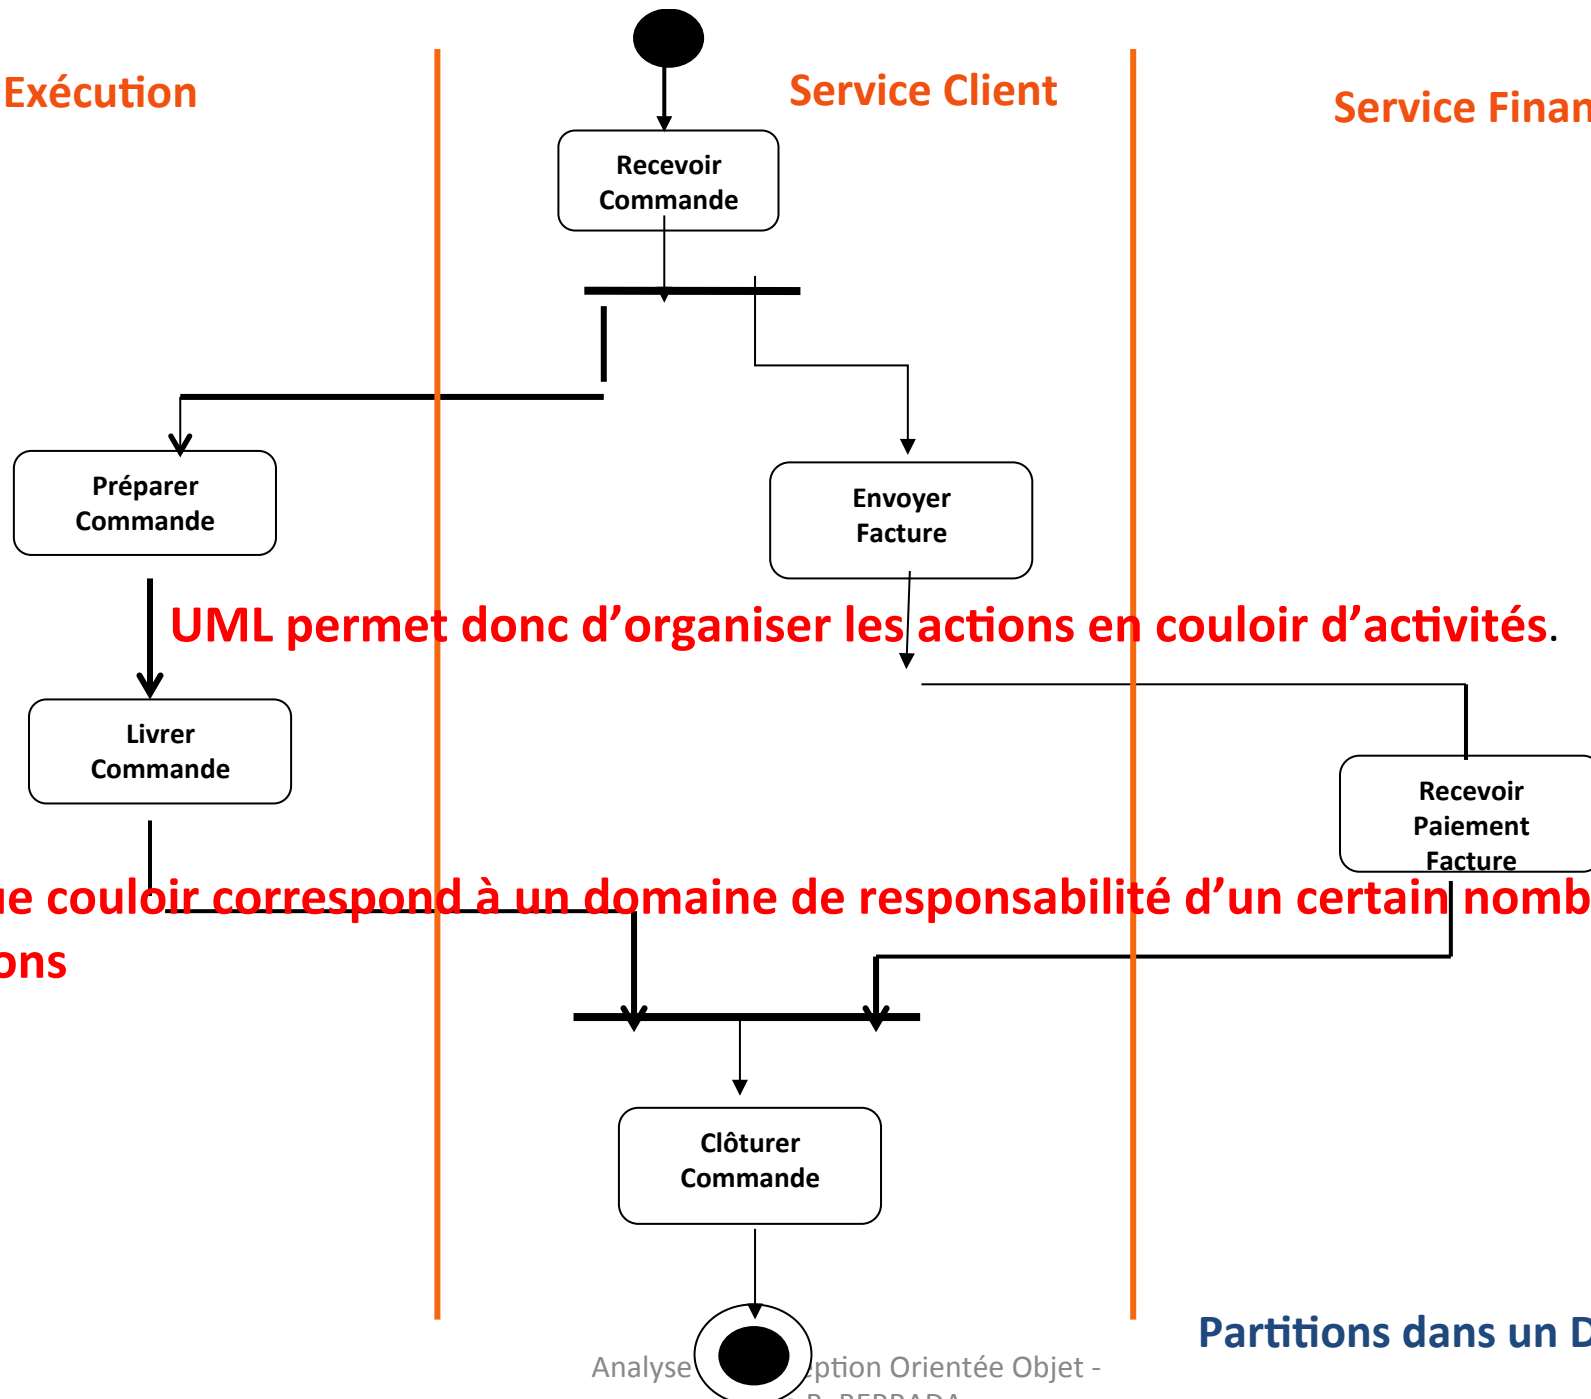 Exécution
Service Client
Service Finan
Recevoir
Commande
Préparer
Commande
Envoyer
Facture
UML permet donc d’organiser les actions en couloir d’activités.
Livrer
Commande
Recevoir
Paiement
Facture
ue couloir correspond à un domaine de responsabilité d’un certain nomb
ons
Clôturer
Commande
Partitions dans un D
Analyse eption Orientée Objet -